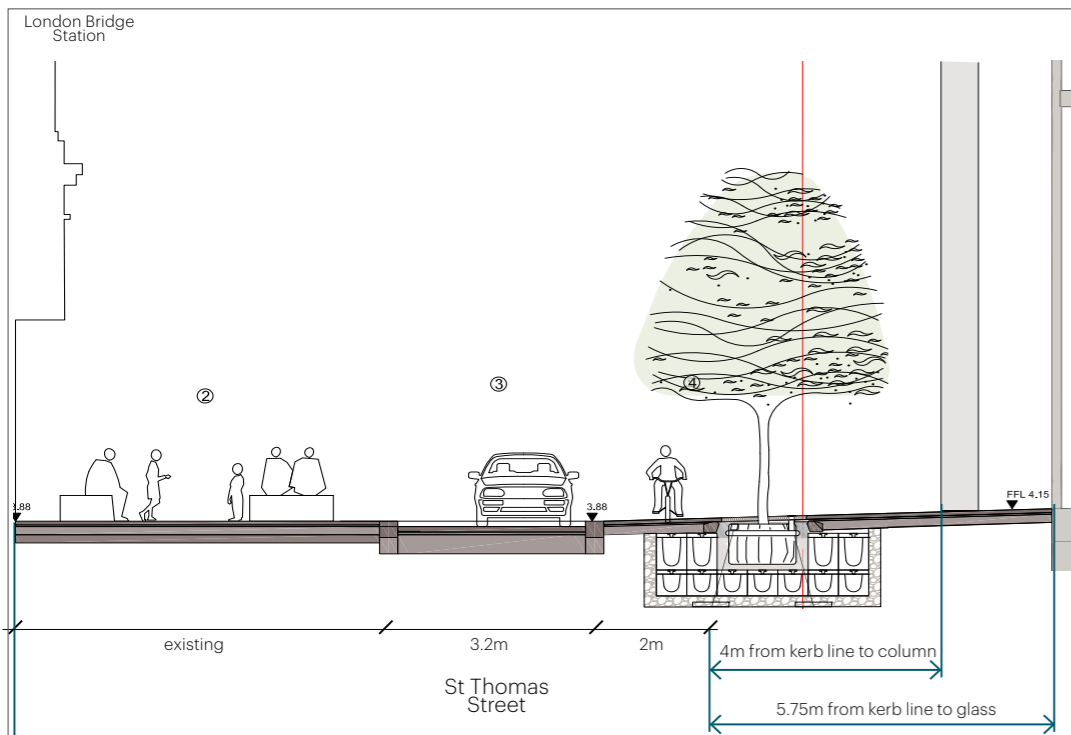 London Bridge
Station
②
③
④
3.88
3.88
FFL 4.15
existing
3.2m
2m
4m from kerb line to column
St Thomas
Street
5.75m from kerb line to glass